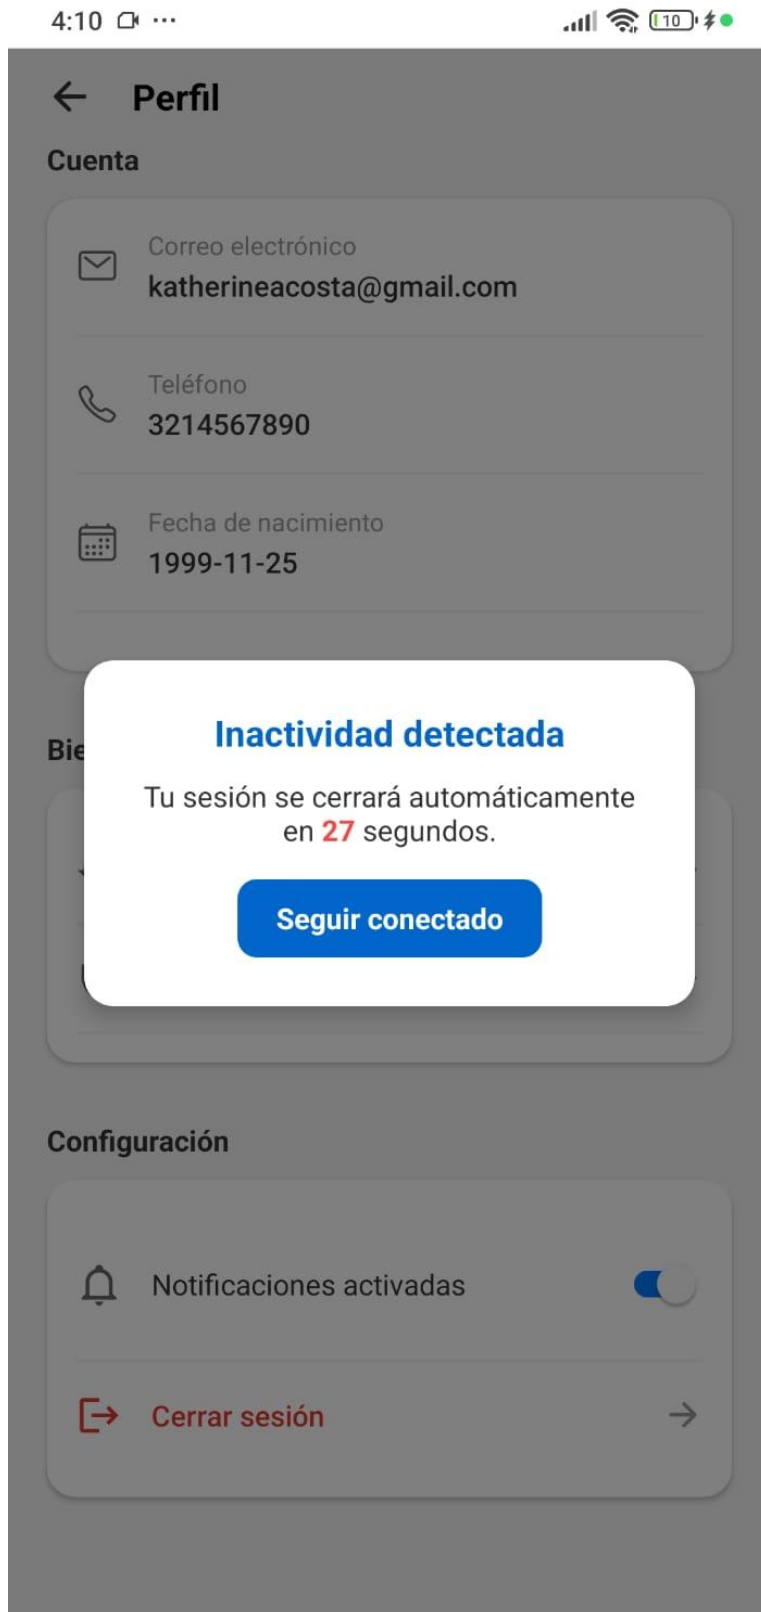 4:10
10
Perfil
Cuenta
Correo electrónico
katherineacosta@gmail.com
Teléfono
3214567890
Fecha de nacimiento
1999-11-25
Inactividad detectada
Tu sesión se cerrará automáticamente
en 27 segundos.
Seguir conectado
Configuración
Notificaciones activadas
Cerrar sesión